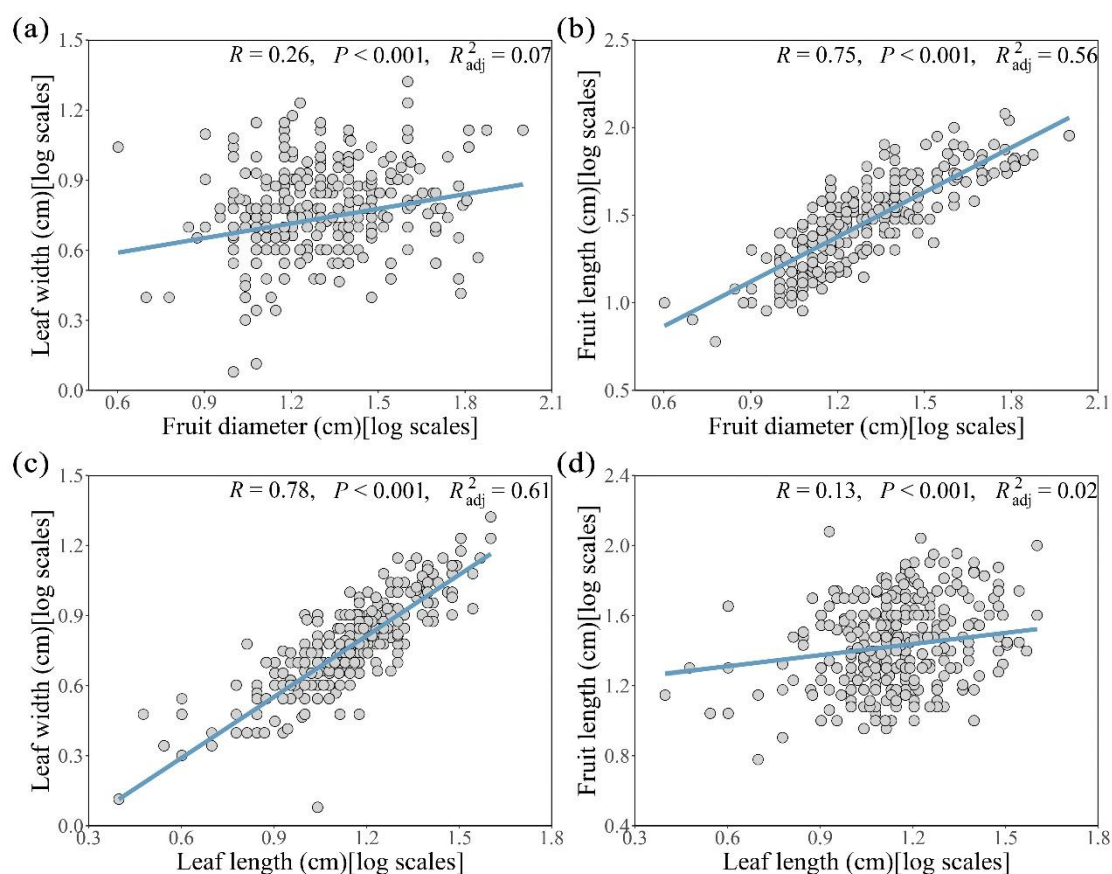 (a)
R = 0.26, P < 0.001, R²adj = 0.07
1.5
1.2
0.9
0.6
0.3
0.0
Leaf width (cm)[log scales]
0.6 0.9 1.2 1.5 1.8 2.1
Fruit diameter (cm)[log scales]
(b)
R = 0.75, P < 0.001, R²adj = 0.56
2.5
2.0
1.5
1.0
0.5
Fruit length (cm)[log scales]
0.6 0.9 1.2 1.5 1.8 2.1
Fruit diameter (cm)[log scales]
(c)
R = 0.78, P < 0.001, R²adj = 0.61
1.5
1.2
0.9
0.6
0.3
0.0
Leaf width (cm)[log scales]
0.3 0.6 0.9 1.2 1.5 1.8
Leaf length (cm)[log scales]
(d)
R = 0.13, P < 0.001, R²adj = 0.02
2.4
2.0
1.6
1.2
0.8
0.4
Fruit length (cm)[log scales]
0.3 0.6 0.9 1.2 1.5 1.8
Leaf length (cm)[log scales]